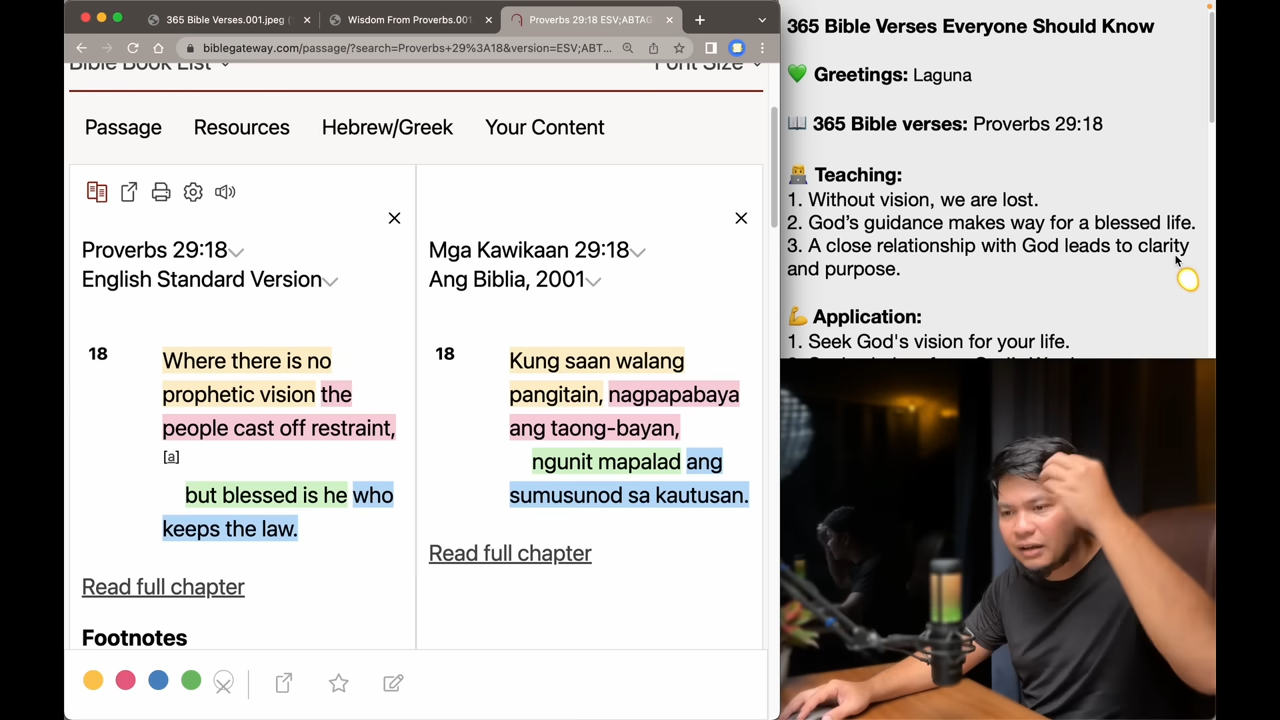 365 Bible Verses.001.jpeg (
Wisdom From Proverbs.001
Proverbs 29:18 ESV;ABTAG
biblegateway.com/passage/?search=Proverbs+29%3A18&version=ESV;ABT...
Bible Book List
Font Size
Passage
Resources
Hebrew/Greek
Your Content
Proverbs 29:18
English Standard Version
18
Where there is no
prophetic vision the
people cast off restraint,
[a]
but blessed is he who
keeps the law.
Read full chapter
Footnotes
Mga Kawikaan 29:18
Ang Biblia, 2001
18
Kung saan walang
pangitain, nagpapabaya
ang taong-bayan,
ngunit mapalad ang
sumusunod sa kautusan.
Read full chapter
365 Bible Verses Everyone Should Know
Greetings: Laguna
365 Bible verses: Proverbs 29:18
Teaching:
1. Without vision, we are lost.
2. God’s guidance makes way for a blessed life.
3. A close relationship with God leads to clarity
and purpose.
Application:
1. Seek God's vision for your life.